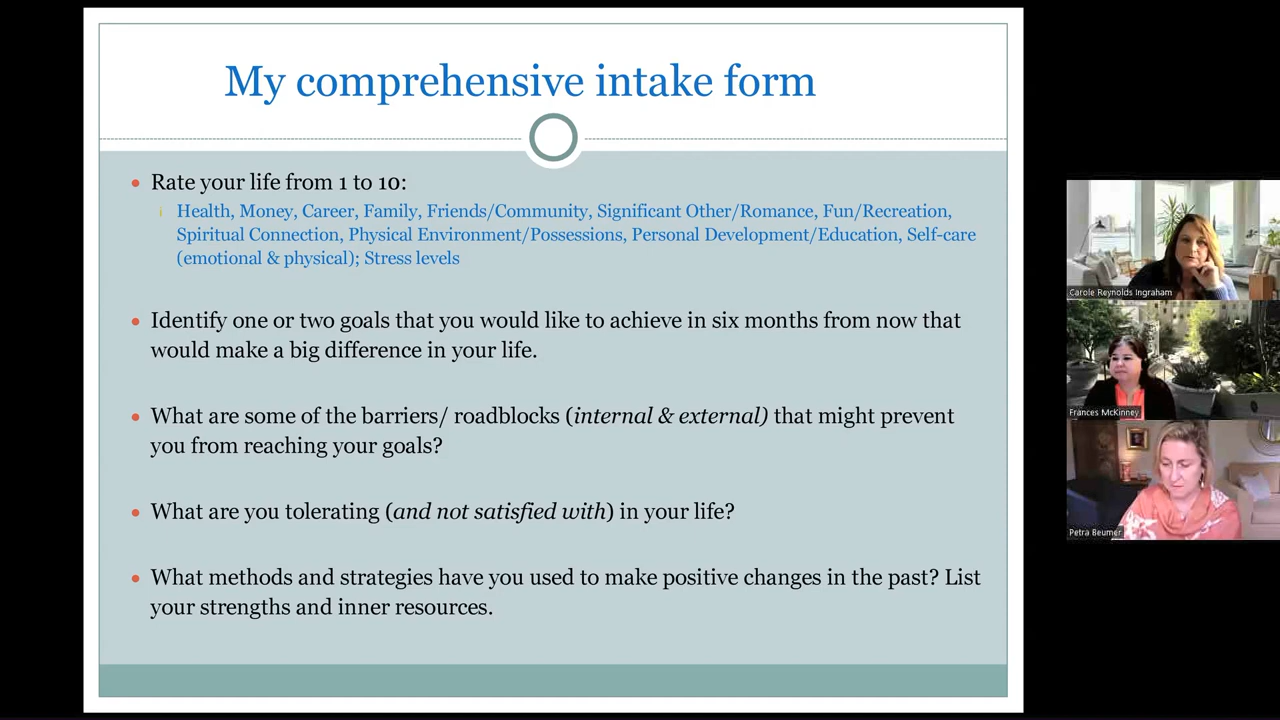 My comprehensive intake form
• Rate your life from 1 to 10:
Health, Money, Career, Family, Friends/Community, Significant Other/Romance, Fun/Recreation,
Spiritual Connection, Physical Environment/Possessions, Personal Development/Education, Self-care
(emotional & physical); Stress levels
• Identify one or two goals that you would like to achieve in six months from now that
would make a big difference in your life.
• What are some of the barriers/ roadblocks (internal & external) that might prevent
you from reaching your goals?
• What are you tolerating (and not satisfied with) in your life?
• What methods and strategies have you used to make positive changes in the past? List
your strengths and inner resources.
Carole Reynolds Ingraham
Frances McKinney
Petra Beumer